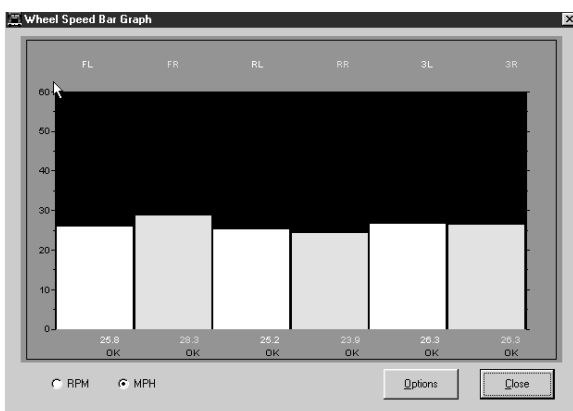 Wheel Speed Bar Graph
FL FR RL RR 3L 3R
60
50
40
30
20
10
0
25.8 28.3 25.2 23.9 26.3 26.3
OK OK OK OK OK OK
RPM MPH Options Close